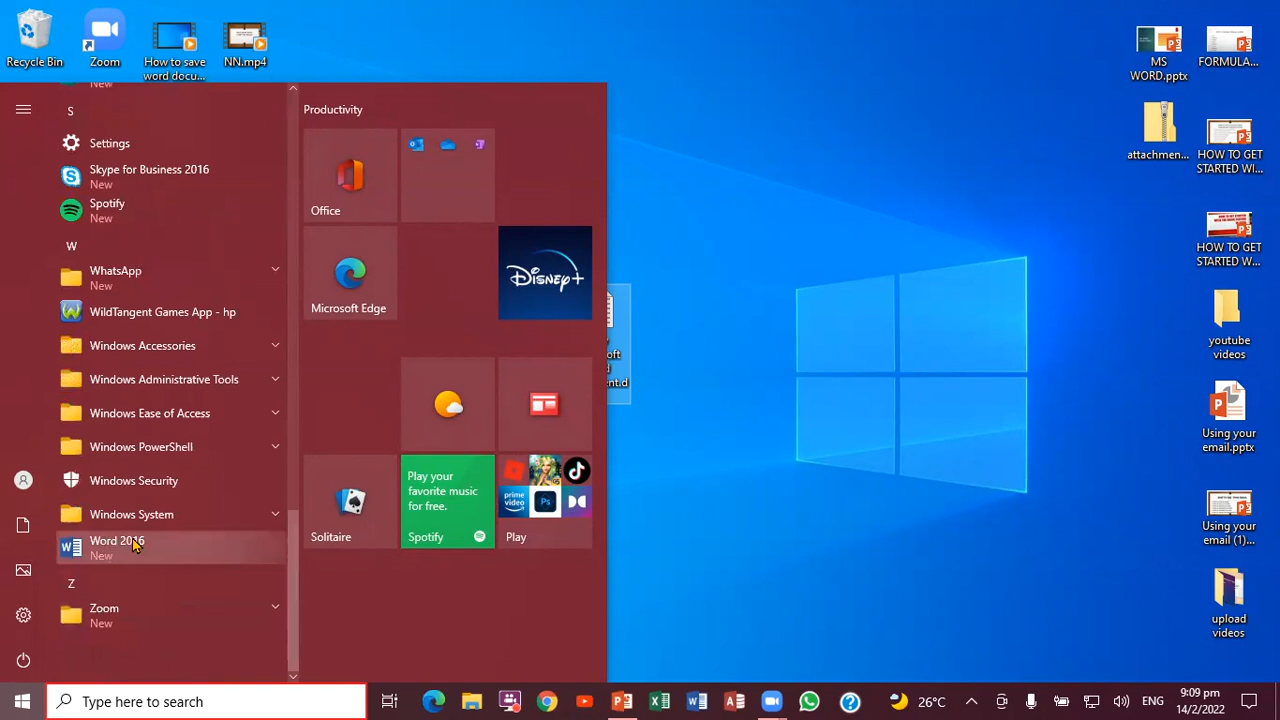 Recycle Bin
Zoom
How to save
word docu...
NN.mp4
MS
WORD.pptx
FORMULA...
attachmen...
HOW TO GET
STARTED WI...
HOW TO GET
STARTED W...
youtube
videos
Using your
email.pptx
Using your
email (1)...
upload
videos
New
S
Settings
Skype for Business 2016
New
Spotify
New
W
WhatsApp
New
WildTangent Games App - hp
Windows Accessories
Windows Administrative Tools
Windows Ease of Access
Windows PowerShell
Windows Security
Windows System
Word 2016
New
Z
Zoom
New
Productivity
Office
Microsoft Edge
Disney+
Solitaire
Play your
favorite music
for free.
Spotify
prime
video
Ps
Play
Type here to search
26°C
ENG
9:09 pm
14/2/2022